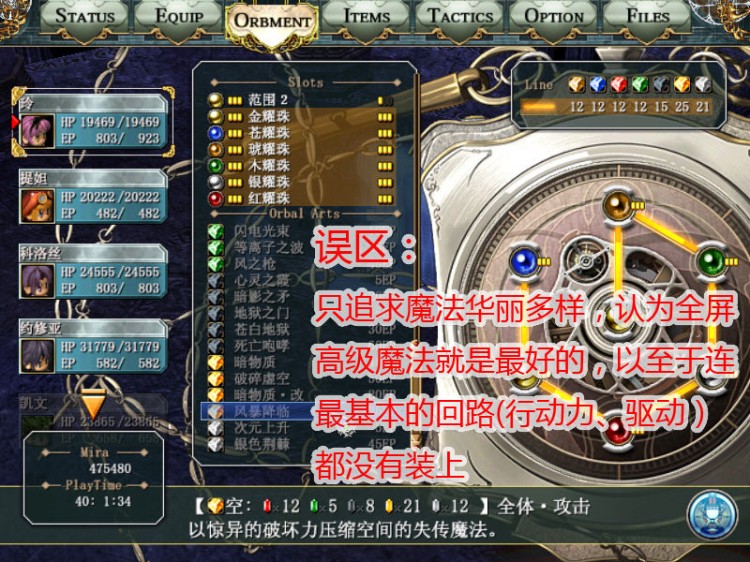 STATUS EQUIP ORBMENT ITEMS TACTICS OPTION FILES
玲
HP 19469/19469
EP 803/ 923
提妲
HP 20222/20222
EP 482/ 482
科洛丝
HP 24555/24555
EP 803/ 803
约修亚
HP 31779/31779
EP 582/ 582
凯文
HP 23865/23865
Mira
475480
PlayTime
40: 1:34
Slots
范围 2
金耀珠
苍耀珠
琥耀珠
木耀珠
银耀珠
红耀珠
Orbal Arts
闪电光束
等离子之波
风之枪
心灵之霞 5EP
暗影之矛
地狱之门
苍白地狱 30EP
死亡咆哮
暗物质
破碎虚空
暗物质·改
风暴降临
次元上升
银色荆棘 45EP
Line
12 12 12 12 15 25 21
误区：
只追求魔法华丽多样，认为全屏
高级魔法就是最好的，以至于连
最基本的回路(行动力、驱动）
都没有装上
【空: ×12 ×5 ×8 ×21 ×12 】全体·攻击
以惊异的破坏力压缩空间的失传魔法。